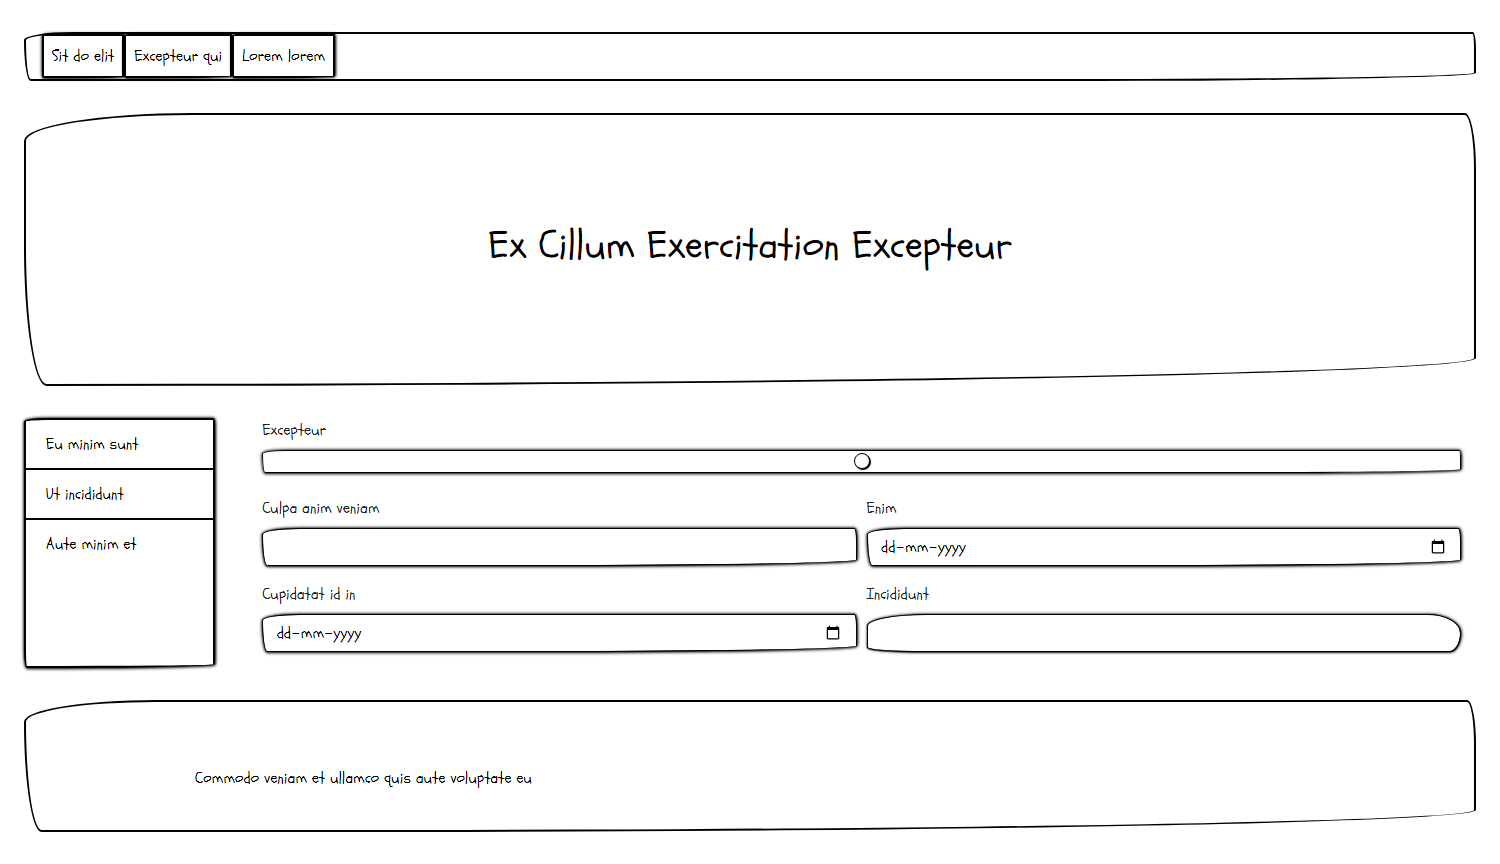 Sit do elit Excepteur qui Lorem lorem
Ex Cillum Exercitation Excepteur
Eu minim sunt
Ut incididunt
Aute minim et
Excepteur
Culpa anim veniam
Enim
dd-mm-yyyy
Cupidatat id in
dd-mm-yyyy
Incididunt
Commodo veniam et ullamco quis aute voluptate eu